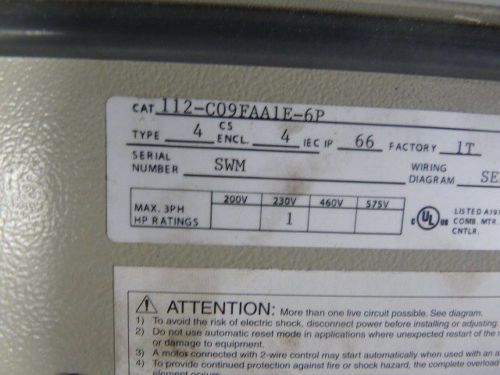 CAT 112-C09FAA1E-6P
TYPE 4 CS ENCL. 4 IEC IP 66 FACTORY 1T
SERIAL NUMBER SWM WIRING DIAGRAM SE
200V 230V 460V 575V
MAX. 3PH HP RATINGS 1
C UL US LISTED
COMB. MTR
CNTLR.
ATTENTION: More than one live circuit possible. See diagram.
1) To avoid the risk of electric shock, disconnect power before installing or adjusting.
2) Do not use automatic reset mode in applications where unexpected restart of the
or damage to equipment.
3) A motor connected with 2-wire control may start automatically when used with an
4) To provide continued protection against fire or shock hazard, the complete overload
element occurs